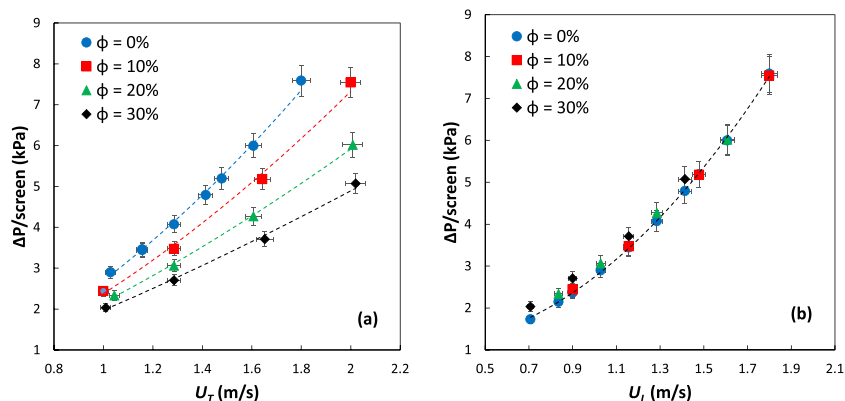 9
8
7
6
5
4
3
2
1
ΔP/screen (kPa)
ϕ = 0%
ϕ = 10%
ϕ = 20%
ϕ = 30%
(a)
0.8 1 1.2 1.4 1.6 1.8 2 2.2
U_T (m/s)
9
8
7
6
5
4
3
2
1
ΔP/screen (kPa)
ϕ = 0%
ϕ = 10%
ϕ = 20%
ϕ = 30%
(b)
0.5 0.7 0.9 1.1 1.3 1.5 1.7 1.9 2.1
U_L (m/s)